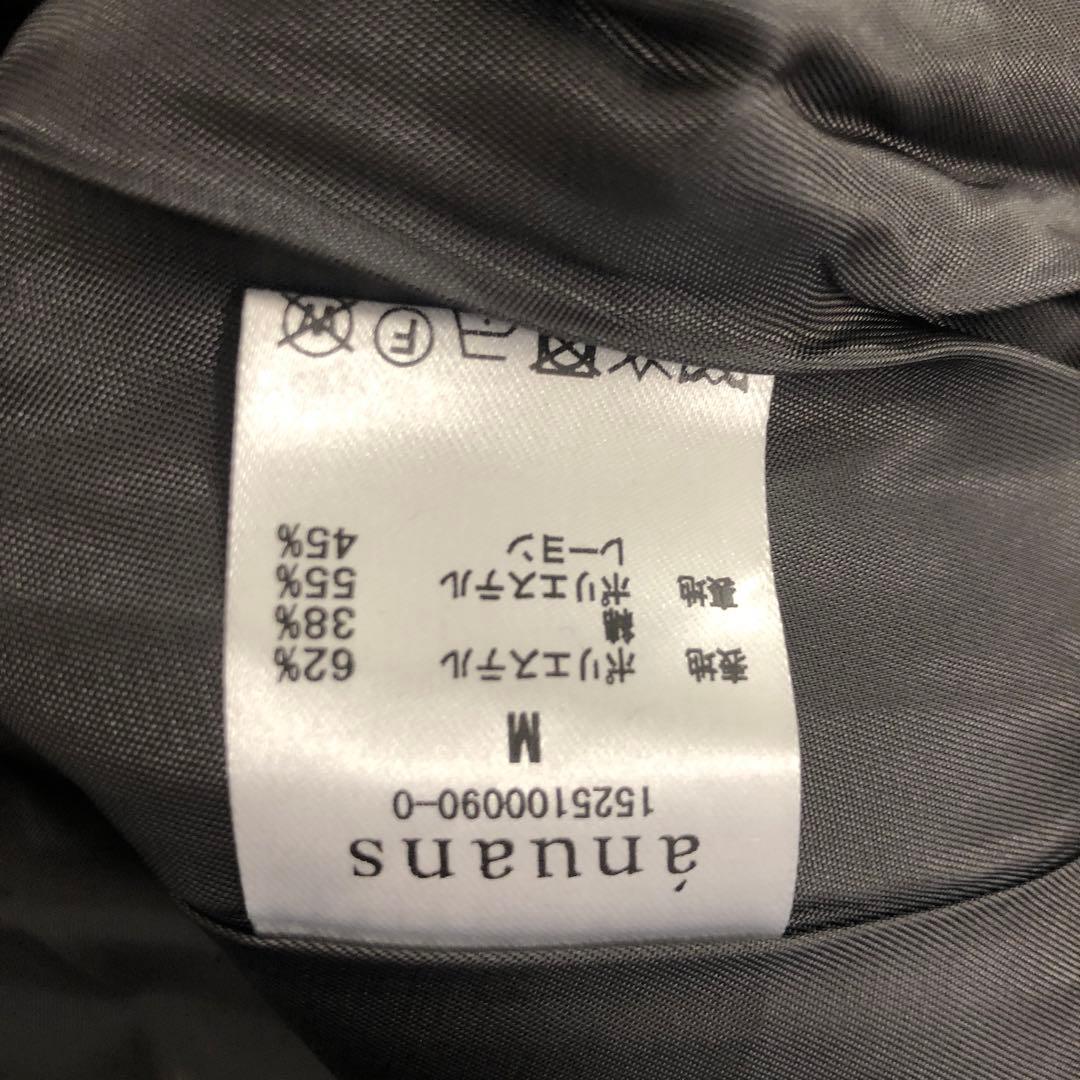 ánuans
1525100090-0
M
表地 ポリエステル 62%
綿 38%
裏地 ポリエステル 55%
レーヨン 45%
F
W